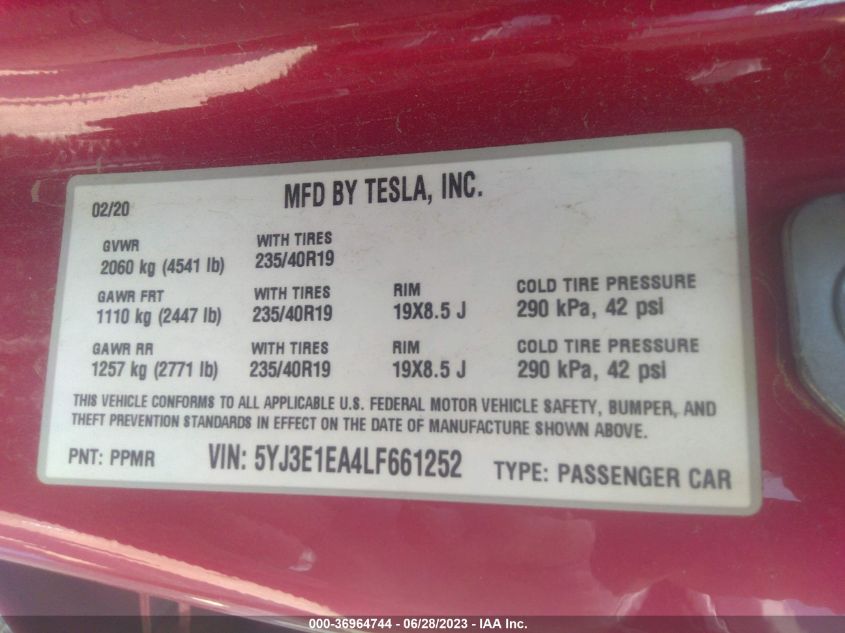 MFD BY TESLA, INC.
02/20
GVWR WITH TIRES
2060 kg (4541 lb) 235/40R19
GAWR FRT WITH TIRES RIM COLD TIRE PRESSURE
1110 kg (2447 lb) 235/40R19 19X8.5 J 290 kPa, 42 psi
GAWR RR WITH TIRES RIM COLD TIRE PRESSURE
1257 kg (2771 lb) 235/40R19 19X8.5 J 290 kPa, 42 psi
THIS VEHICLE CONFORMS TO ALL APPLICABLE U.S. FEDERAL MOTOR VEHICLE SAFETY, BUMPER, AND
THEFT PREVENTION STANDARDS IN EFFECT ON THE DATE OF MANUFACTURE SHOWN ABOVE.
PNT: PPMR VIN: 5YJ3E1EA4LF661252 TYPE: PASSENGER CAR
000-36964744 - 06/28/2023 - IAA Inc.